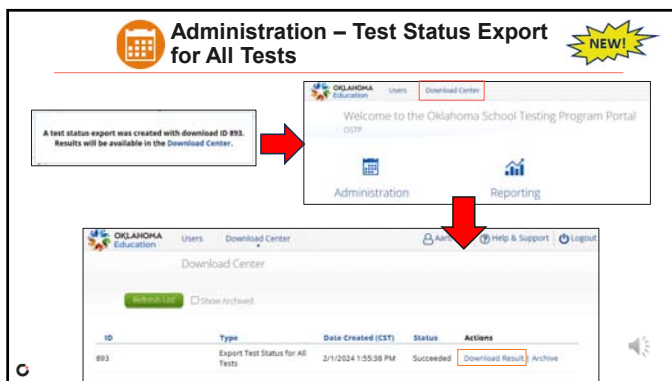 Administration – Test Status Export
for All Tests
NEW!
A test status export was created with download ID 893.
Results will be available in the Download Center.
OKLAHOMA
Education
Users
Download Center
Welcome to the Oklahoma School Testing Program Portal
OSTP
Administration
Reporting
OKLAHOMA
Education
Users
Download Center
Help & Support
Logout
Download Center
Refresh List
Show Archived
ID
Type
Date Created (CST)
Status
Actions
893
Export Test Status for All
Tests
2/1/2024 1:55:38 PM
Succeeded
Download Result | Archive